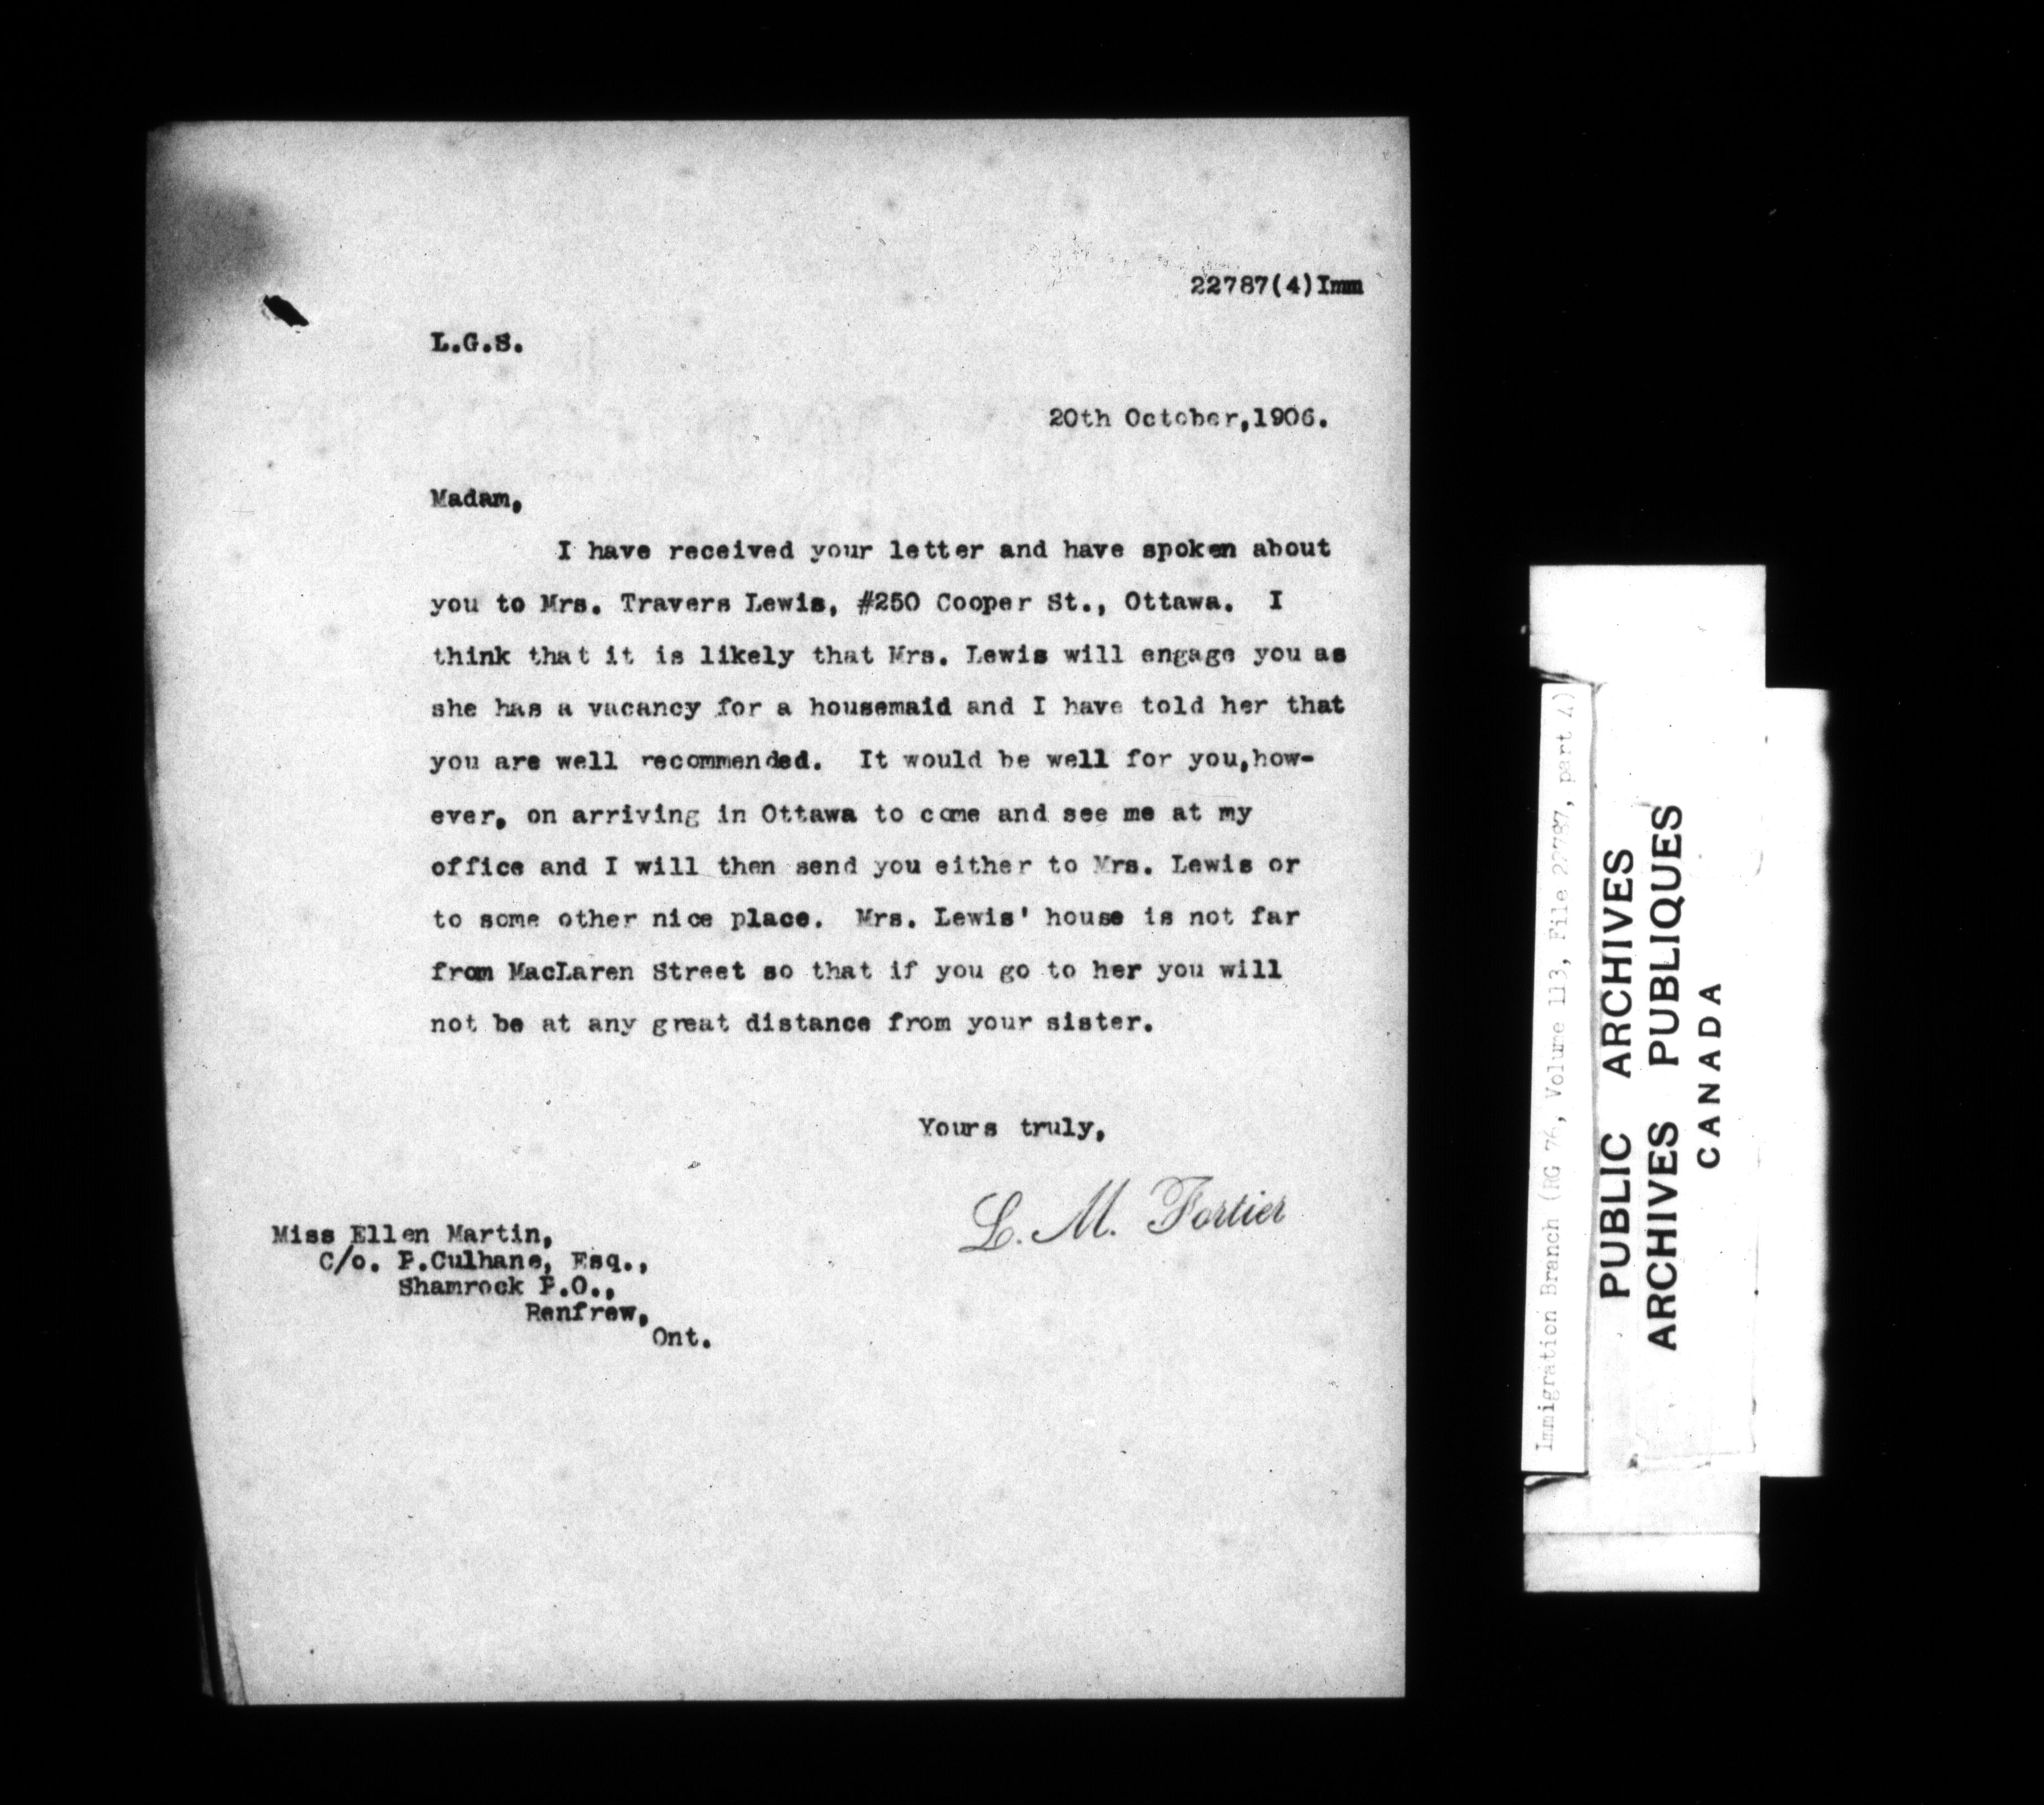 22787(4)Imm
L.G.S.
20th October,1906.
Madam,
I have received your letter and have spoken about
you to Mrs. Travers Lewis, #250 Cooper St., Ottawa. I
think that it is likely that Mrs. Lewis will engage you as
she has a vacancy for a housemaid and I have told her that
you are well recommended. It would be well for you,how-
ever, on arriving in Ottawa to come and see me at my
office and I will then send you either to Mrs. Lewis or
to some other nice place. Mrs. Lewis' house is not far
from MacLaren Street so that if you go to her you will
not be at any great distance from your sister.
Yours truly,
L. M. Fortier
Miss Ellen Martin,
C/o. P.Culhane, Esq.,
Shamrock P.O.,
Renfrew,
Ont.
Immigration Branch (RG 76, Volume 113, File 22787, part 4)
PUBLIC ARCHIVES
ARCHIVES PUBLIQUES
CANADA